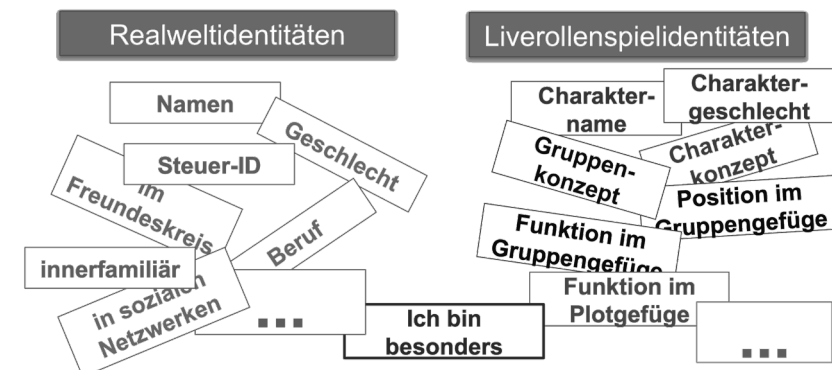 Realweltidentitäten
Namen
Geschlecht
Steuer-ID
im
Freundeskreis
Beruf
innerfamiliär
in sozialen
Netzwerken
...
Ich bin
besonders
Liverollenspielidentitäten
Charakter-
name
Charakter-
geschlecht
Charakter-
konzept
Gruppen-
konzept
Position im
Gruppengefüge
Funktion im
Gruppengefüge
Funktion im
Plotgefüge
...